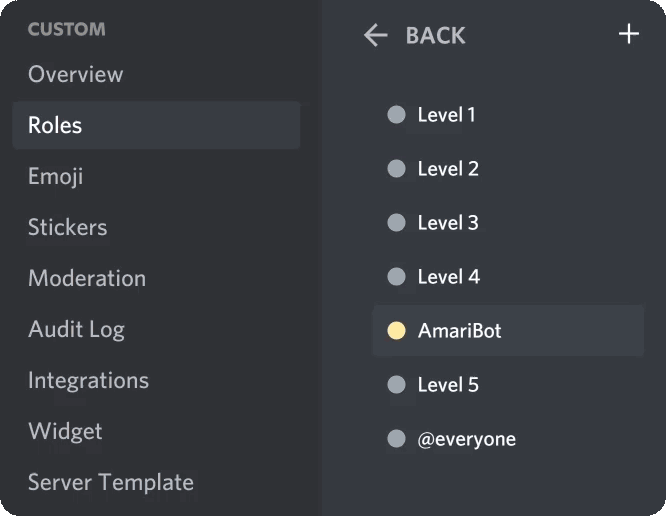 CUSTOM
Overview
Roles
Emoji
Stickers
Moderation
Audit Log
Integrations
Widget
Server Template
BACK
Level 1
Level 2
Level 3
Level 4
AmariBot
Level 5
@everyone